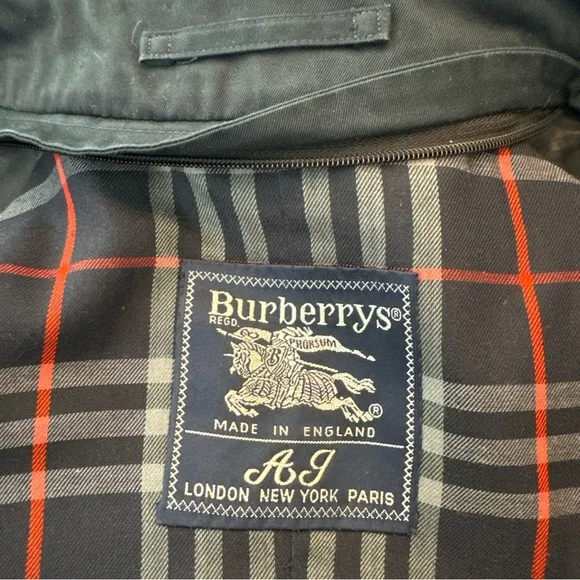 Burberrys®
REGD
PRORSUM
B
®
MADE IN ENGLAND
AJ
LONDON NEW YORK PARIS